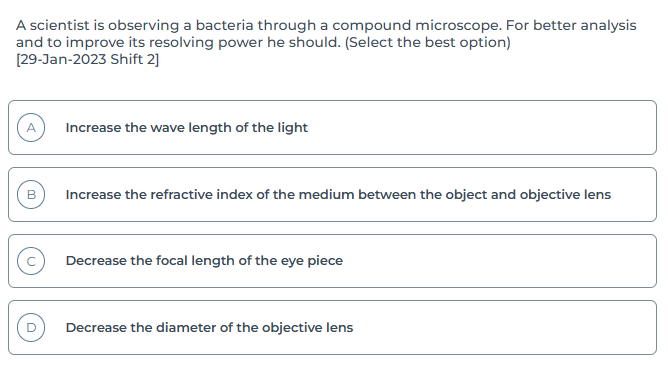 A scientist is observing a bacteria through a compound microscope. For better analysis
and to improve its resolving power he should. (Select the best option)
[29-Jan-2023 Shift 2]
A Increase the wave length of the light
B Increase the refractive index of the medium between the object and objective lens
C Decrease the focal length of the eye piece
D Decrease the diameter of the objective lens